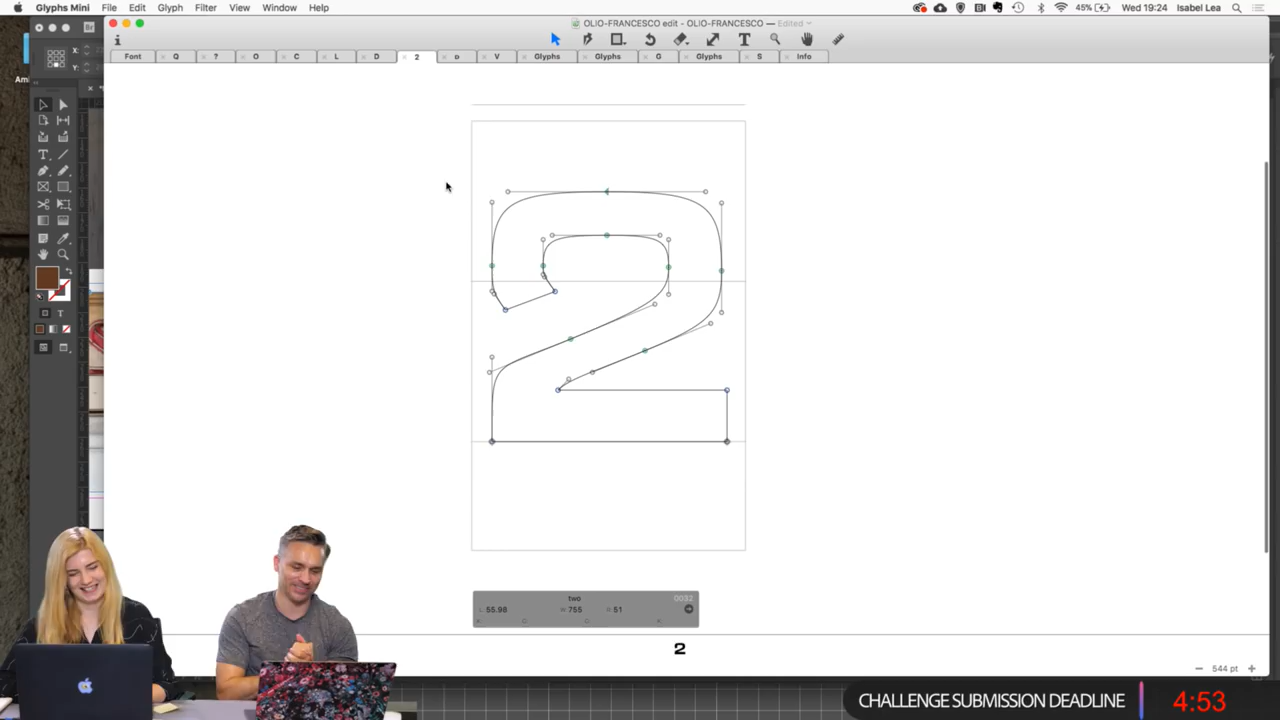 Glyphs Mini File Edit Glyph Filter View Window Help
45% Wed 19:24 Isabel Lea
OLIO-FRANCESCO edit - OLIO-FRANCESCO — Edited
Font Q ? O C L D 2 D V Glyphs Glyphs G Glyphs S Info
X:
Y:
T
T
two 0032
L 55.98 W 755 R 51
2
544 pt
CHALLENGE SUBMISSION DEADLINE 4:53